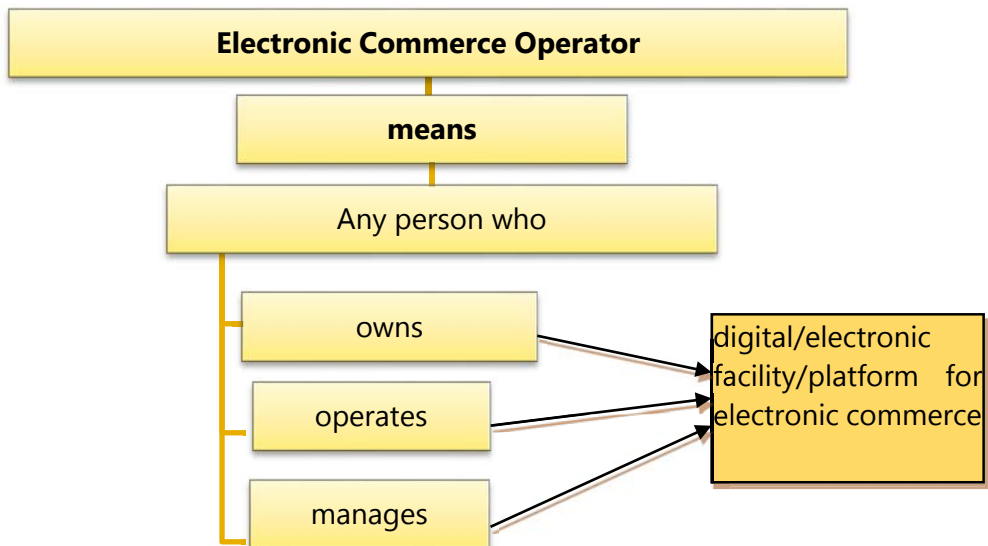 Electronic Commerce Operator
means
Any person who
owns
operates
manages
digital/electronic
facility/platform for
electronic commerce